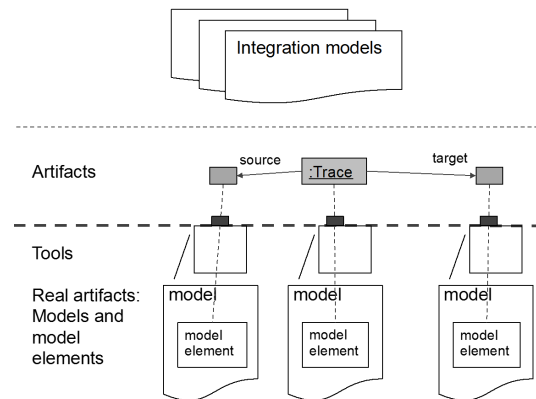 Integration models
source
target
Artifacts
:Trace
Tools
Real artifacts:
Models and
model
elements
model
model
element
model
model
element
model
model
element